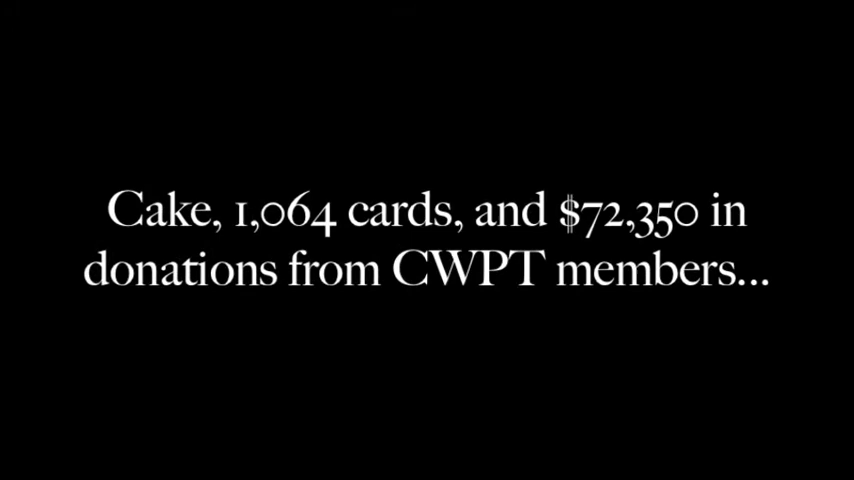 Cake, 1,064 cards, and $72,350 in
donations from CWPT members...